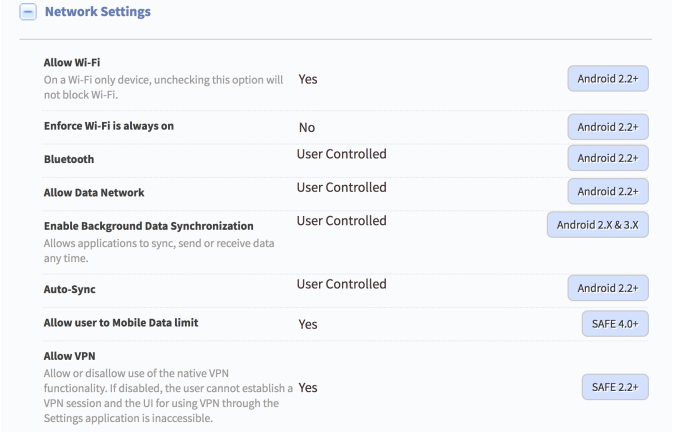 Network Settings
Allow Wi-Fi
On a Wi-Fi only device, unchecking this option will
not block Wi-Fi.
Yes
Android 2.2+
Enforce Wi-Fi is always on
No
Android 2.2+
Bluetooth
User Controlled
Android 2.2+
Allow Data Network
User Controlled
Android 2.2+
Enable Background Data Synchronization
Allows applications to sync, send or receive data
any time.
User Controlled
Android 2.X & 3.X
Auto-Sync
User Controlled
Android 2.2+
Allow user to Mobile Data limit
Yes
SAFE 4.0+
Allow VPN
Allow or disallow use of the native VPN
functionality. If disabled, the user cannot establish a
VPN session and the UI for using VPN through the
Settings application is inaccessible.
Yes
SAFE 2.2+